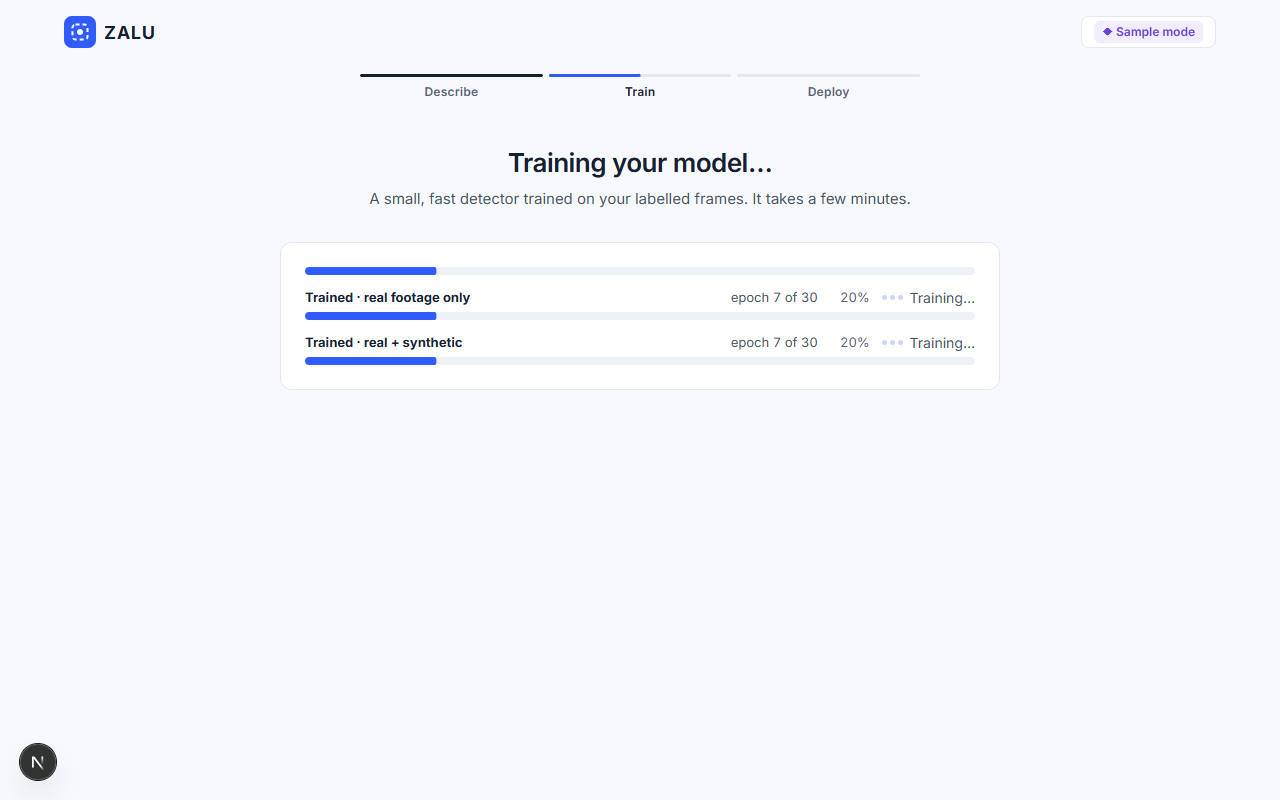 ZALU
Sample mode
Describe
Train
Deploy
Training your model...
A small, fast detector trained on your labelled frames. It takes a few minutes.
Trained · real footage only epoch 7 of 30 20% Training...
Trained · real + synthetic epoch 7 of 30 20% Training...
N